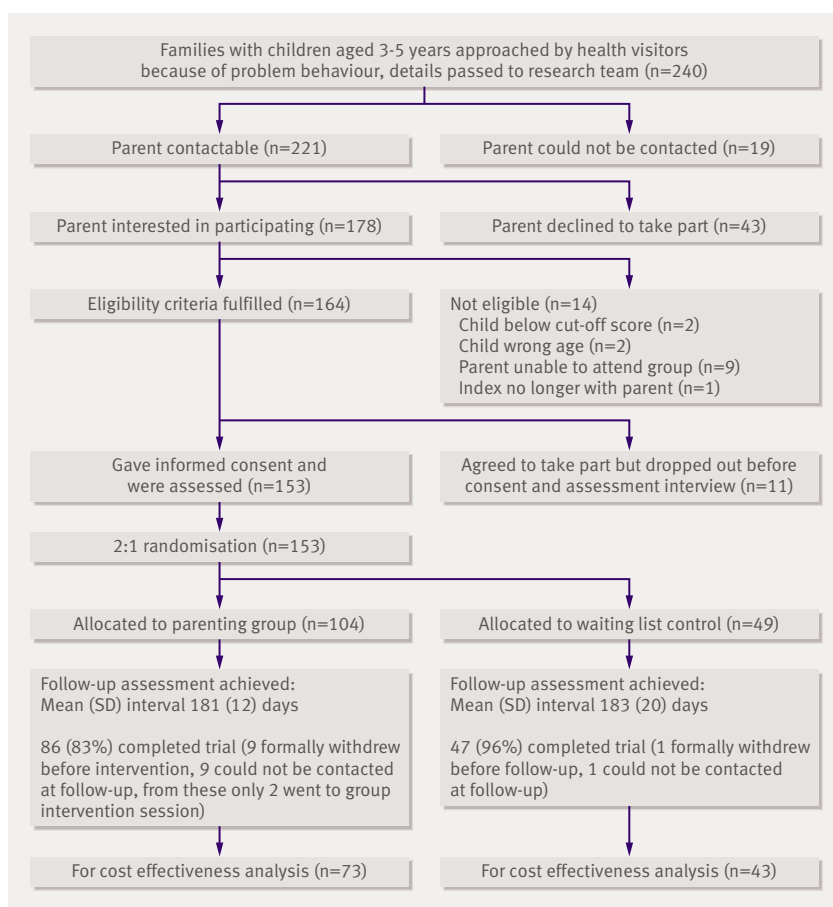 Families with children aged 3-5 years approached by health visitors
because of problem behaviour, details passed to research team (n=240)
Parent contactable (n=221)
Parent could not be contacted (n=19)
Parent interested in participating (n=178)
Parent declined to take part (n=43)
Eligibility criteria fulfilled (n=164)
Not eligible (n=14)
Child below cut-off score (n=2)
Child wrong age (n=2)
Parent unable to attend group (n=9)
Index no longer with parent (n=1)
Gave informed consent and
were assessed (n=153)
Agreed to take part but dropped out before
consent and assessment interview (n=11)
2:1 randomisation (n=153)
Allocated to parenting group (n=104)
Allocated to waiting list control (n=49)
Follow-up assessment achieved:
Mean (SD) interval 181 (12) days
86 (83%) completed trial (9 formally withdrew
before intervention, 9 could not be contacted
at follow-up, from these only 2 went to group
intervention session)
Follow-up assessment achieved:
Mean (SD) interval 183 (20) days
47 (96%) completed trial (1 formally withdrew
before follow-up, 1 could not be contacted
at follow-up)
For cost effectiveness analysis (n=73)
For cost effectiveness analysis (n=43)